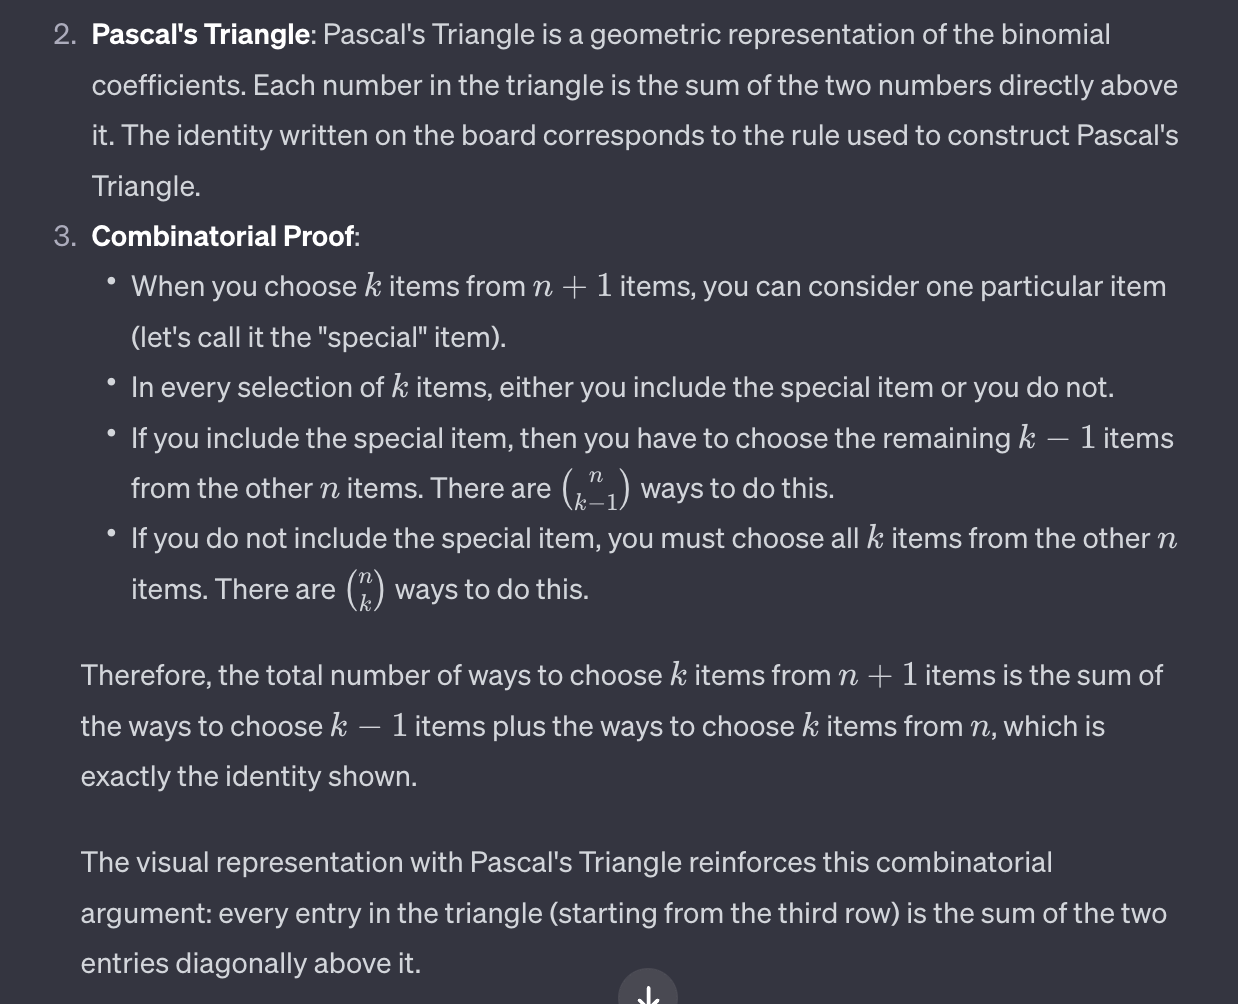 2. Pascal's Triangle: Pascal's Triangle is a geometric representation of the binomial
coefficients. Each number in the triangle is the sum of the two numbers directly above
it. The identity written on the board corresponds to the rule used to construct Pascal's
Triangle.
3. Combinatorial Proof:
• When you choose k items from n + 1 items, you can consider one particular item
(let's call it the "special" item).
• In every selection of k items, either you include the special item or you do not.
• If you include the special item, then you have to choose the remaining k − 1 items
from the other n items. There are (n k−1) ways to do this.
• If you do not include the special item, you must choose all k items from the other n
items. There are (n k) ways to do this.
Therefore, the total number of ways to choose k items from n + 1 items is the sum of
the ways to choose k − 1 items plus the ways to choose k items from n, which is
exactly the identity shown.
The visual representation with Pascal's Triangle reinforces this combinatorial
argument: every entry in the triangle (starting from the third row) is the sum of the two
entries diagonally above it.